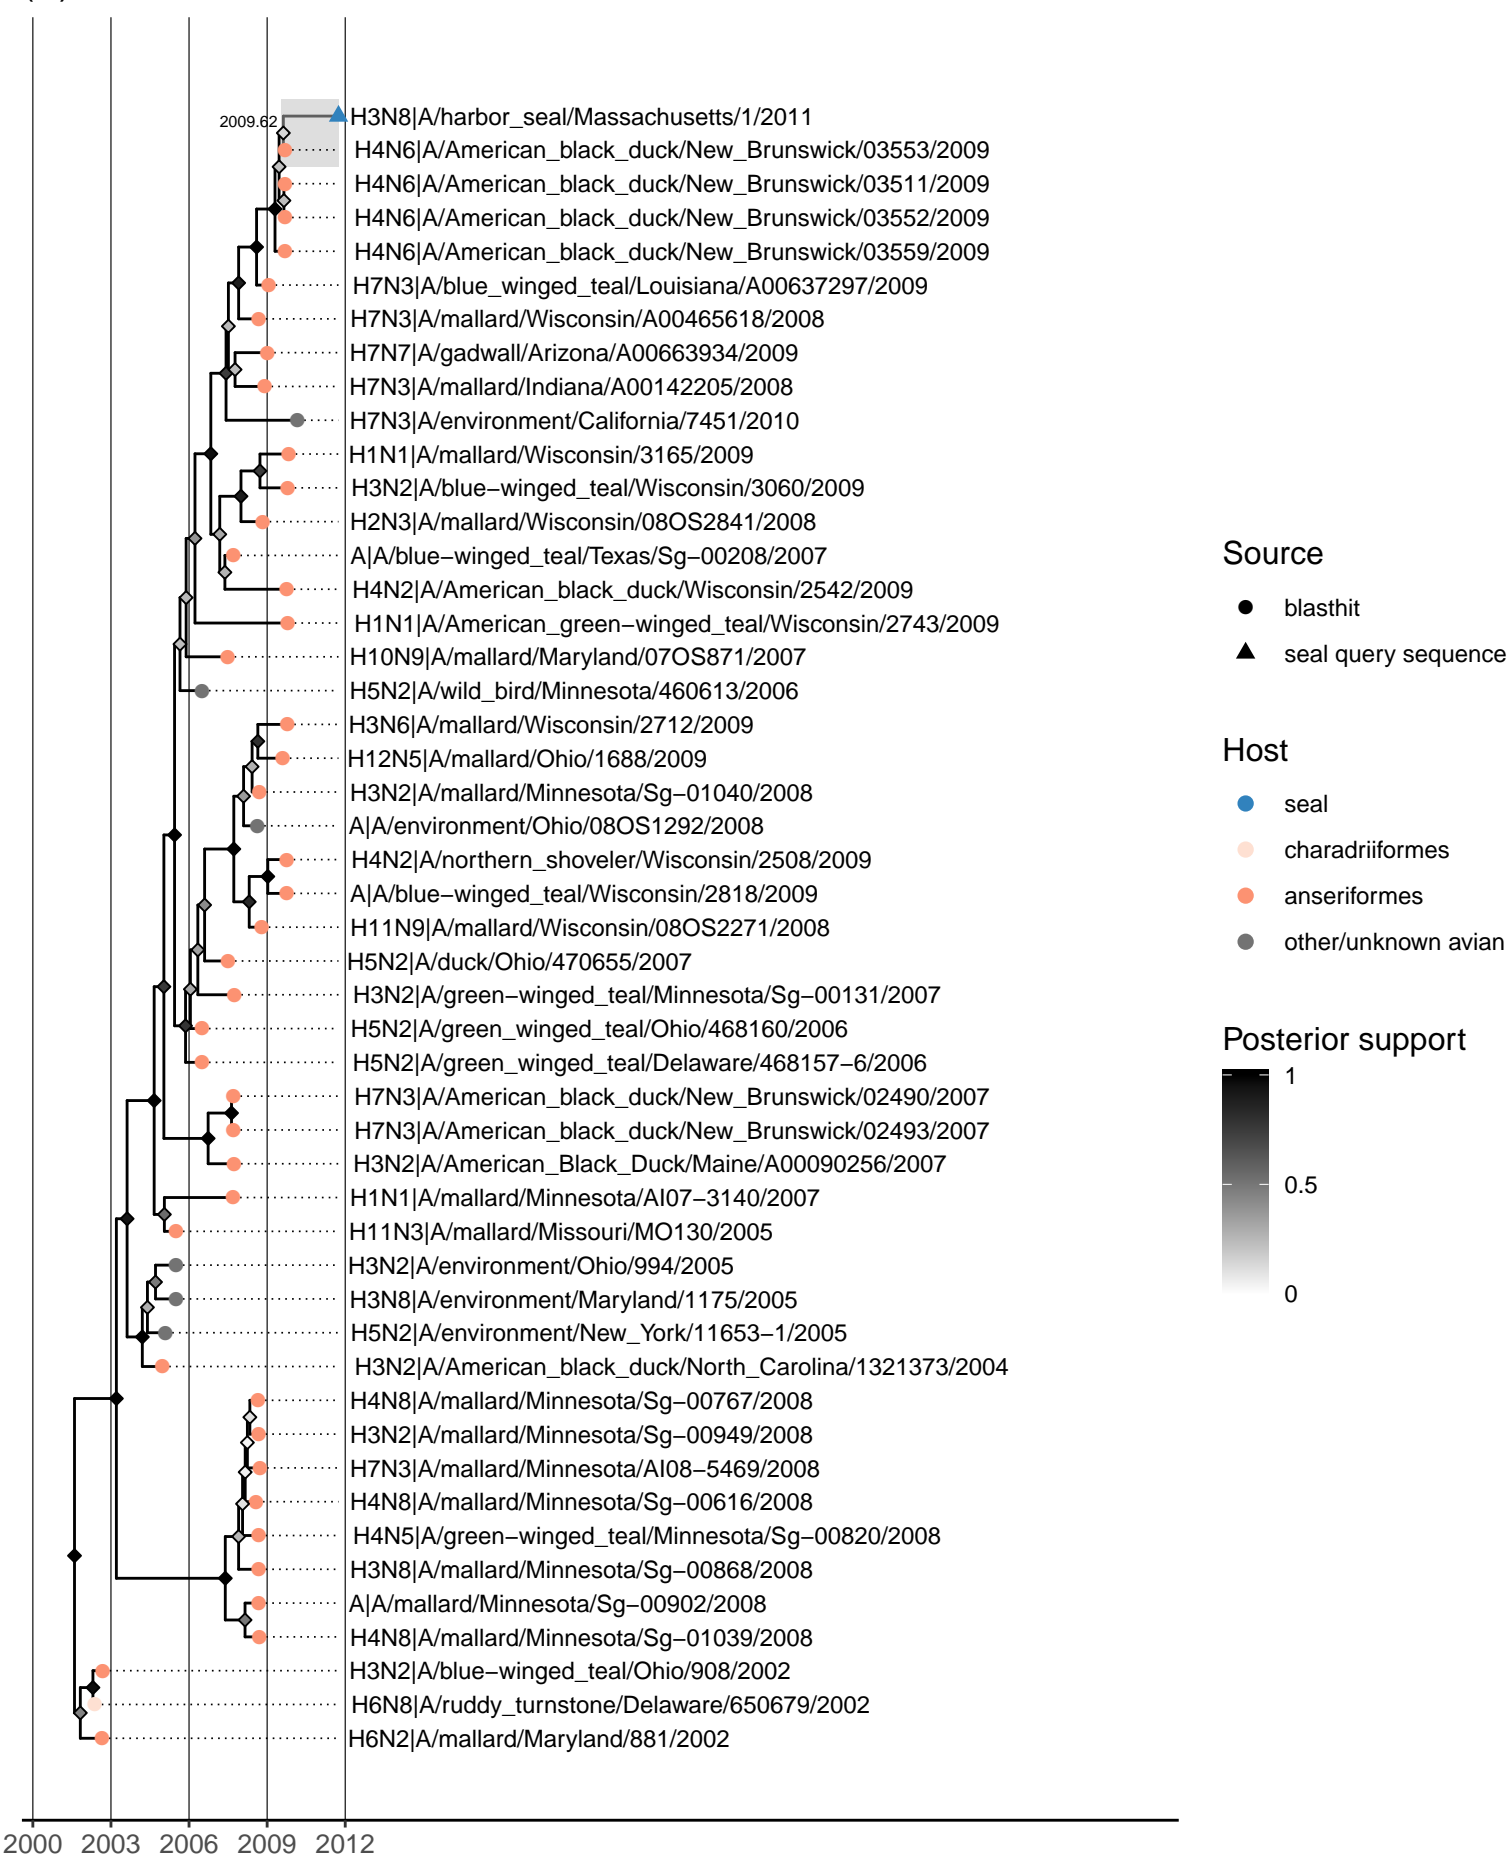 2009.62
H3N8|A/harbor_seal/Massachusetts/1/2011
H4N6|A/American_black_duck/New_Brunswick/03553/2009
H4N6|A/American_black_duck/New_Brunswick/03511/2009
H4N6|A/American_black_duck/New_Brunswick/03552/2009
H4N6|A/American_black_duck/New_Brunswick/03559/2009
H7N3|A/blue_winged_teal/Louisiana/A00637297/2009
H7N3|A/mallard/Wisconsin/A00465618/2008
H7N7|A/gadwall/Arizona/A00663934/2009
H7N3|A/mallard/Indiana/A00142205/2008
H7N3|A/environment/California/7451/2010
H1N1|A/mallard/Wisconsin/3165/2009
H3N2|A/blue−winged_teal/Wisconsin/3060/2009
H2N3|A/mallard/Wisconsin/08OS2841/2008
A|A/blue−winged_teal/Texas/Sg−00208/2007
H4N2|A/American_black_duck/Wisconsin/2542/2009
H1N1|A/American_green−winged_teal/Wisconsin/2743/2009
H10N9|A/mallard/Maryland/07OS871/2007
H5N2|A/wild_bird/Minnesota/460613/2006
H3N6|A/mallard/Wisconsin/2712/2009
H12N5|A/mallard/Ohio/1688/2009
H3N2|A/mallard/Minnesota/Sg−01040/2008
A|A/environment/Ohio/08OS1292/2008
H4N2|A/northern_shoveler/Wisconsin/2508/2009
A|A/blue−winged_teal/Wisconsin/2818/2009
H11N9|A/mallard/Wisconsin/08OS2271/2008
H5N2|A/duck/Ohio/470655/2007
H3N2|A/green−winged_teal/Minnesota/Sg−00131/2007
H5N2|A/green_winged_teal/Ohio/468160/2006
H5N2|A/green_winged_teal/Delaware/468157−6/2006
H7N3|A/American_black_duck/New_Brunswick/02490/2007
H7N3|A/American_black_duck/New_Brunswick/02493/2007
H3N2|A/American_Black_Duck/Maine/A00090256/2007
H1N1|A/mallard/Minnesota/AI07−3140/2007
H11N3|A/mallard/Missouri/MO130/2005
H3N2|A/environment/Ohio/994/2005
H3N8|A/environment/Maryland/1175/2005
H5N2|A/environment/New_York/11653−1/2005
H3N2|A/American_black_duck/North_Carolina/1321373/2004
H4N8|A/mallard/Minnesota/Sg−00767/2008
H3N2|A/mallard/Minnesota/Sg−00949/2008
H7N3|A/mallard/Minnesota/AI08−5469/2008
H4N8|A/mallard/Minnesota/Sg−00616/2008
H4N5|A/green−winged_teal/Minnesota/Sg−00820/2008
H3N8|A/mallard/Minnesota/Sg−00868/2008
A|A/mallard/Minnesota/Sg−00902/2008
H4N8|A/mallard/Minnesota/Sg−01039/2008
H3N2|A/blue−winged_teal/Ohio/908/2002
H6N8|A/ruddy_turnstone/Delaware/650679/2002
H6N2|A/mallard/Maryland/881/2002
2000 2003 2006 2009 2012
Source
blasthit
seal query sequence
Host
seal
charadriiformes
anseriformes
other/unknown avian
Posterior support
1
0.5
0